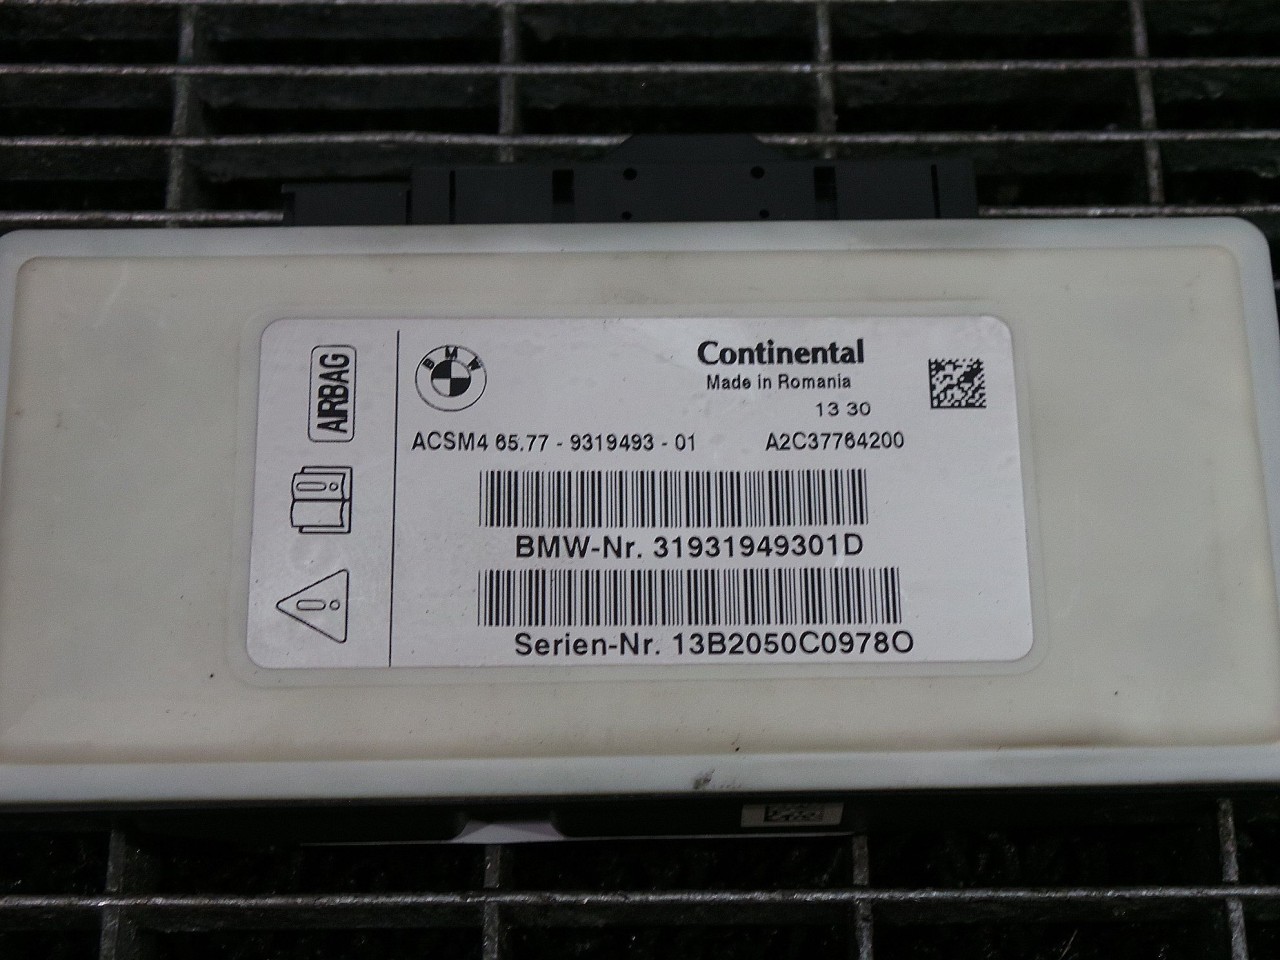 AIRBAG
BMW
Continental
Made in Romania
13 30
ACSM4 65.77 - 9319493 - 01 A2C37764200
BMW-Nr. 31931949301D
Serien-Nr. 13B2050C0978O